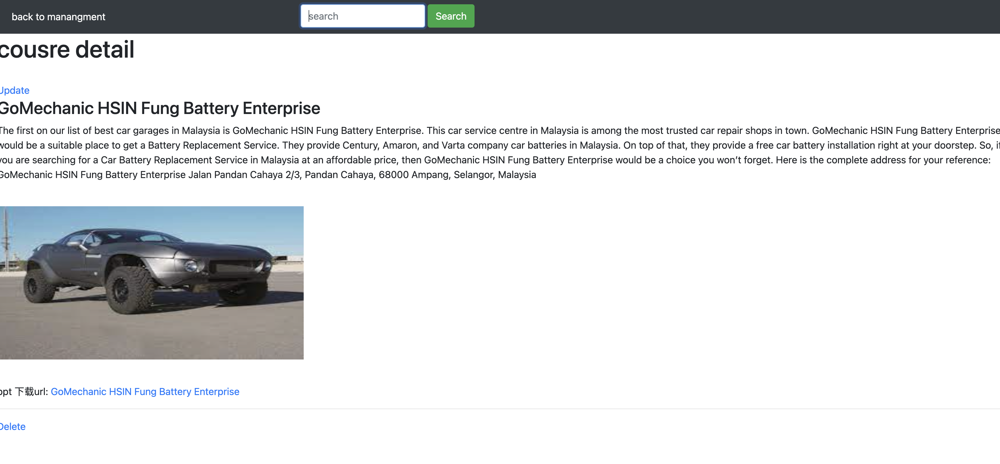 back to manangment
search
Search
cousre detail
Update
GoMechanic HSIN Fung Battery Enterprise
The first on our list of best car garages in Malaysia is GoMechanic HSIN Fung Battery Enterprise. This car service centre in Malaysia is among the most trusted car repair shops in town. GoMechanic HSIN Fung Battery Enterprise
would be a suitable place to get a Battery Replacement Service. They provide Century, Amaron, and Varta company car batteries in Malaysia. On top of that, they provide a free car battery installation right at your doorstep. So, if
you are searching for a Car Battery Replacement Service in Malaysia at an affordable price, then GoMechanic HSIN Fung Battery Enterprise would be a choice you won’t forget. Here is the complete address for your reference:
GoMechanic HSIN Fung Battery Enterprise Jalan Pandan Cahaya 2/3, Pandan Cahaya, 68000 Ampang, Selangor, Malaysia
ppt 下载url: GoMechanic HSIN Fung Battery Enterprise
Delete